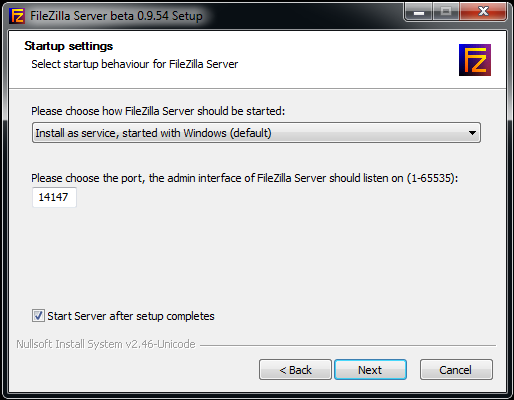 FileZilla Server beta 0.9.54 Setup
Startup settings
Select startup behaviour for FileZilla Server
FZ
Please choose how FileZilla Server should be started:
Install as service, started with Windows (default)
Please choose the port, the admin interface of FileZilla Server should listen on (1-65535):
14147
Start Server after setup completes
Nullsoft Install System v2.46-Unicode
< Back
Next
Cancel